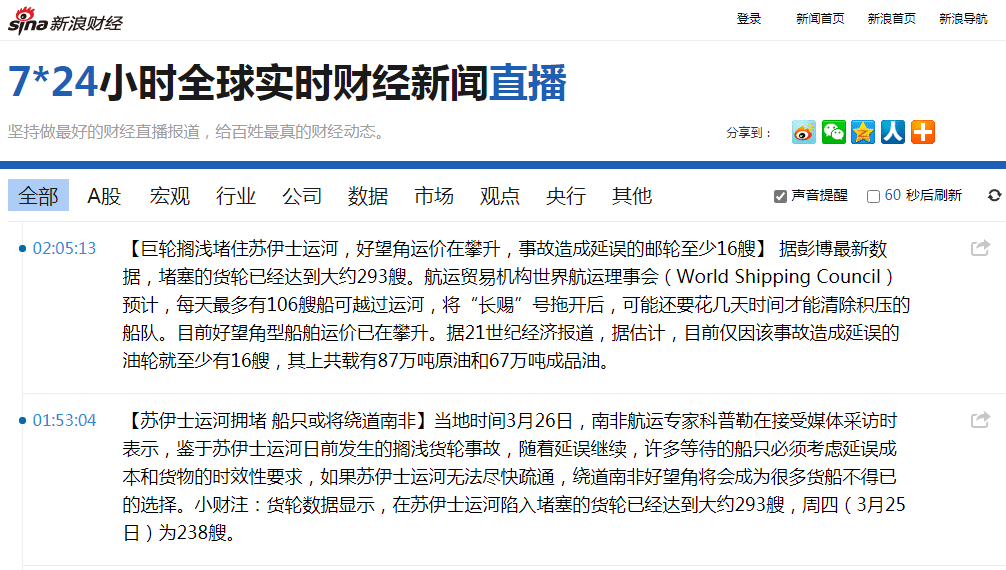 sina新浪财经
登录 新闻首页 新浪首页 新浪导航
7*24小时全球实时财经新闻直播
坚持做最好的财经直播报道，给百姓最真的财经动态。
分享到：
全部 A股 宏观 行业 公司 数据 市场 观点 央行 其他
声音提醒 60 秒后刷新
02:05:13
【巨轮搁浅堵住苏伊士运河，好望角运价在攀升，事故造成延误的邮轮至少16艘】 据彭博最新数
据，堵塞的货轮已经达到大约293艘。航运贸易机构世界航运理事会（World Shipping Council）
预计，每天最多有106艘船可越过运河，将“长赐”号拖开后，可能还要花几天时间才能清除积压的
船队。目前好望角型船舶运价已在攀升。据21世纪经济报道，据估计，目前仅因该事故造成延误的
油轮就至少有16艘，其上共载有87万吨原油和67万吨成品油。
01:53:04
【苏伊士运河拥堵 船只或将绕道南非】当地时间3月26日，南非航运专家科普勒在接受媒体采访时
表示，鉴于苏伊士运河日前发生的搁浅货轮事故，随着延误继续，许多等待的船只必须考虑延误成
本和货物的时效性要求，如果苏伊士运河无法尽快疏通，绕道南非好望角将会成为很多货船不得已
的选择。小财注：货轮数据显示，在苏伊士运河陷入堵塞的货轮已经达到大约293艘，周四（3月25
日）为238艘。